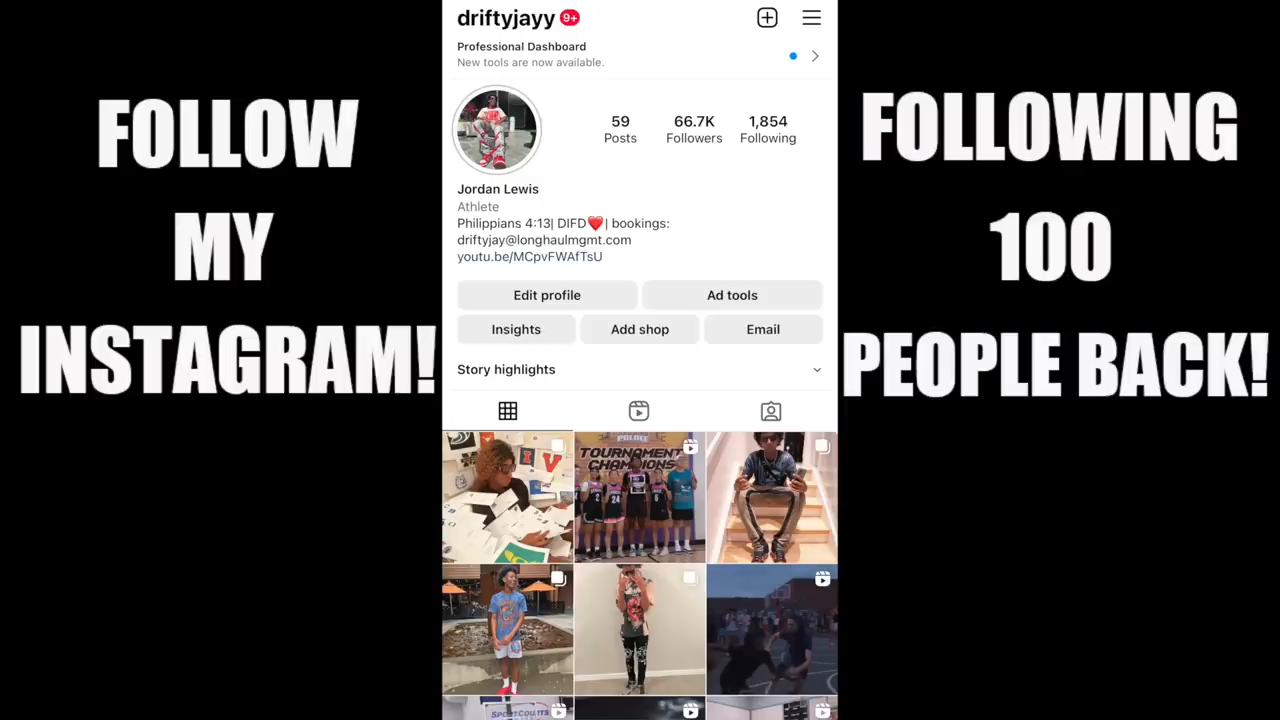 FOLLOW
MY
INSTAGRAM!
driftyjayy 9+
Professional Dashboard
New tools are now available.
59
Posts
66.7K
Followers
1,854
Following
Jordan Lewis
Athlete
Philippians 4:13| DIFD❤️| bookings:
driftyjay@longhaulmgmt.com
youtu.be/MCpvFWAfTsU
Edit profile
Ad tools
Insights
Add shop
Email
Story highlights
TOURNAMENT
CHAMPIONS
FOLLOWING
100
PEOPLE BACK!